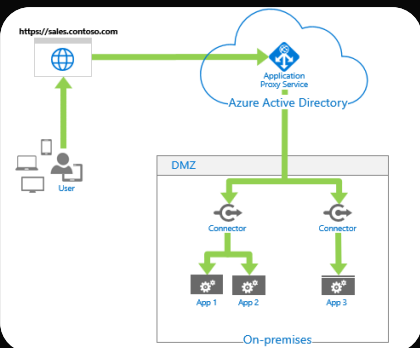 https://sales.contoso.com
Application
Proxy Service
Azure Active Directory
User
DMZ
Connector
Connector
App 1
App 2
App 3
On-premises